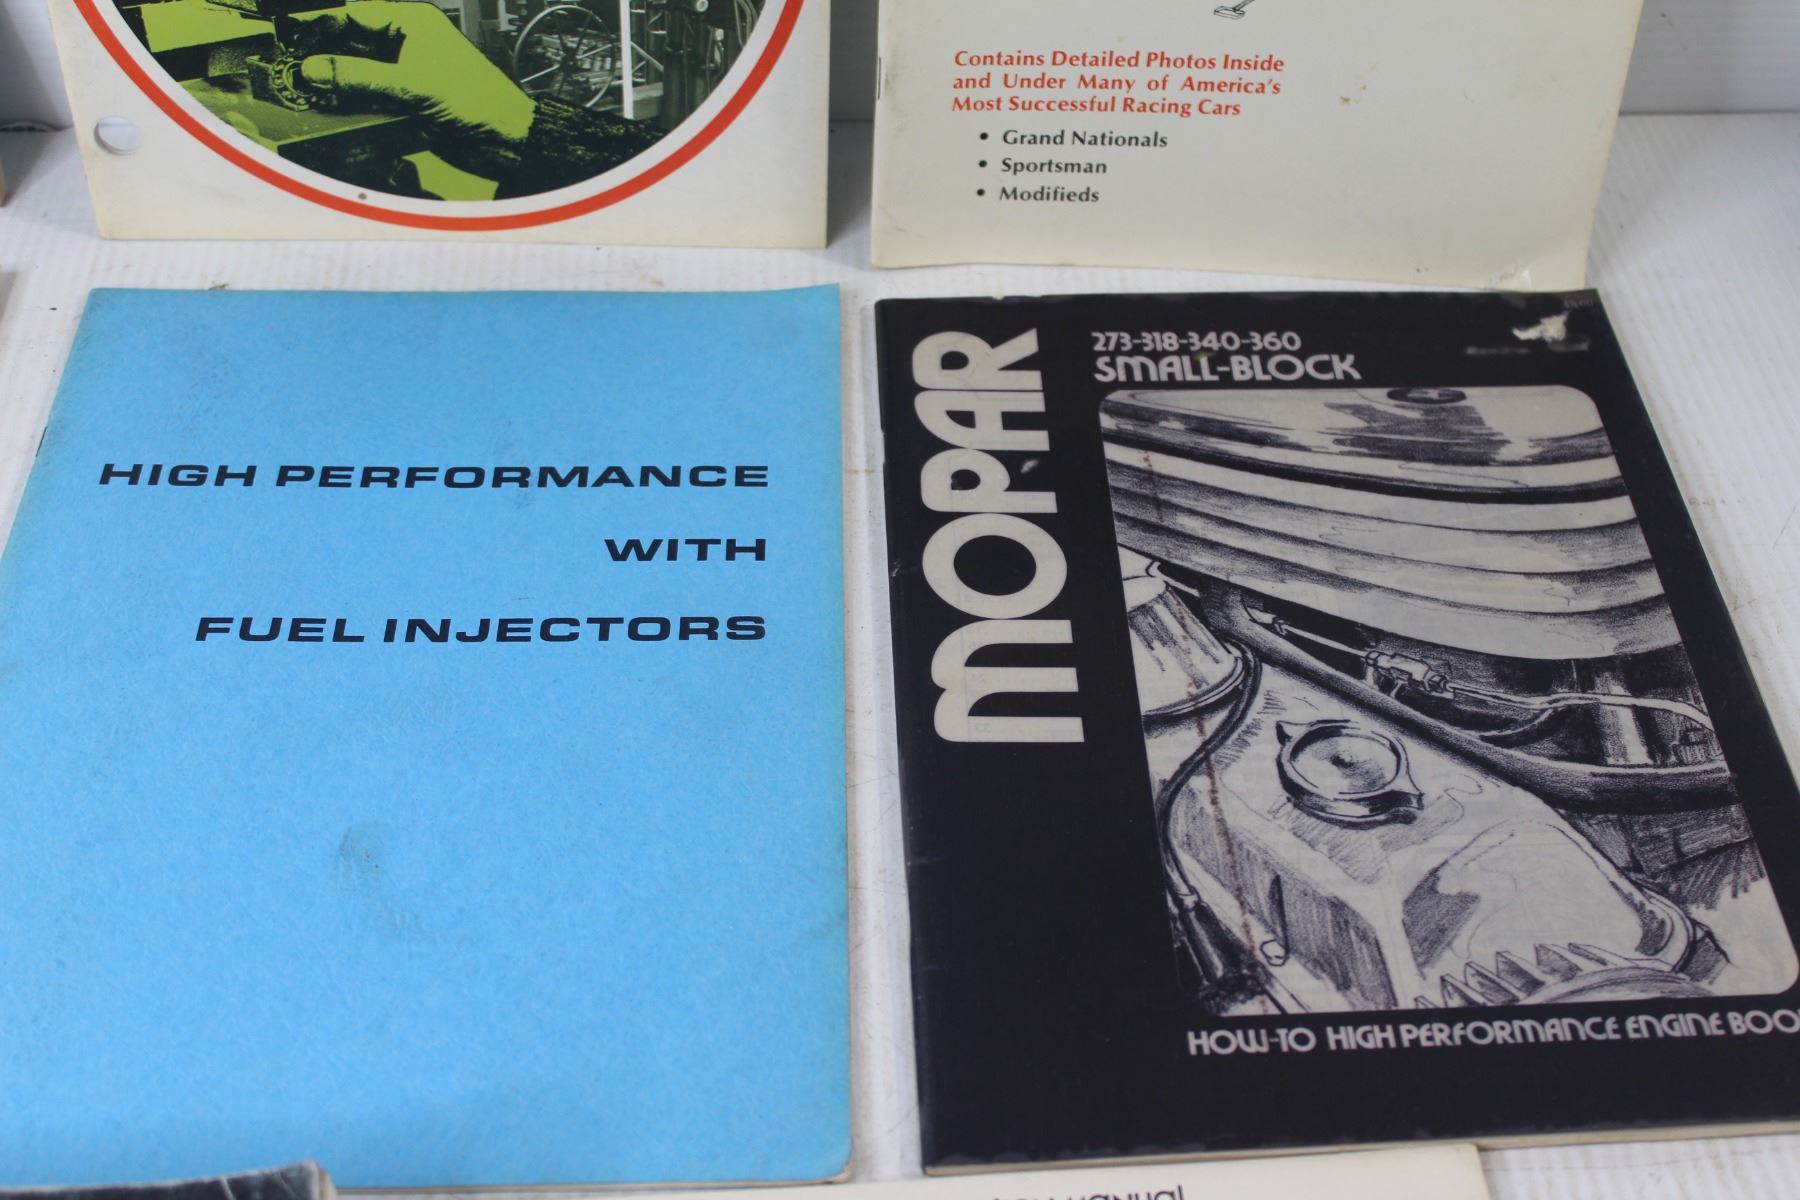 Contains Detailed Photos Inside
and Under Many of America's
Most Successful Racing Cars
• Grand Nationals
• Sportsman
• Modifieds
HIGH PERFORMANCE
WITH
FUEL INJECTORS
MOPAR
273-318-340-360
SMALL-BLOCK
HOW-TO HIGH PERFORMANCE ENGINE BOO
manual